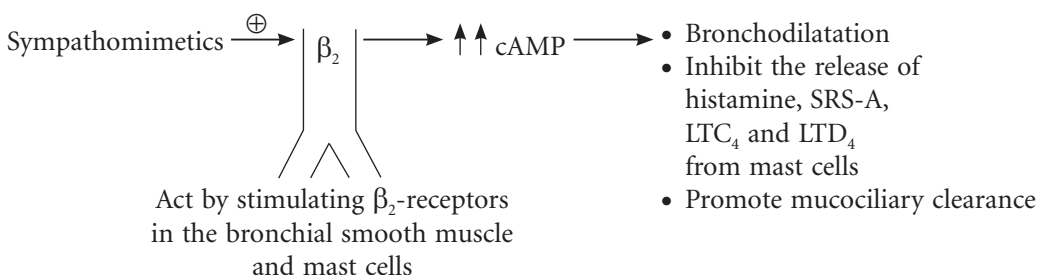 Sympathomimetics ⊕ β₂ ↑↑ cAMP
• Bronchodilatation
• Inhibit the release of
histamine, SRS-A,
LTC₄ and LTD₄
from mast cells
• Promote mucociliary clearance
Act by stimulating β₂-receptors
in the bronchial smooth muscle
and mast cells